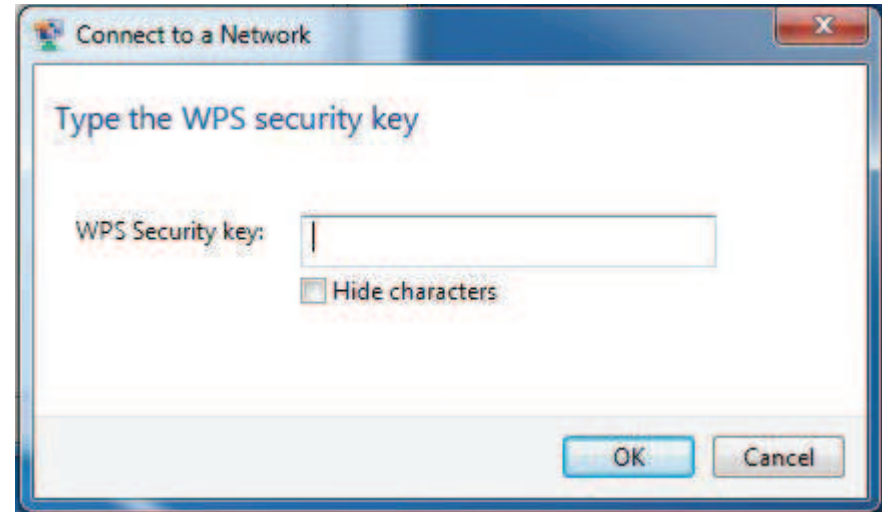 Connect to a Network
Type the WPS security key
WPS Security key:
Hide characters
OK Cancel